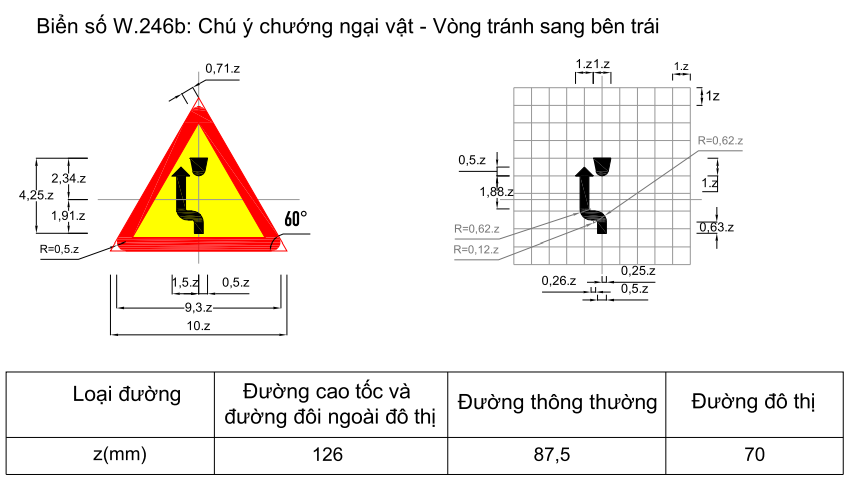 Biển số W.246b: Chú ý chướng ngại vật - Vòng tránh sang bên trái
0,71.z
1.z 1.z
1.z
1z
R=0,62.z
0,5.z
2,34.z
4,25.z
1,88.z
1.z
1,91.z
60°
R=0,62.z
0,63.z
R=0,5.z
R=0,12.z
1,5.z
0,5.z
0,25.z
0,26.z
0,5.z
9,3.z
10.z
Loại đường
Đường cao tốc và
đường đôi ngoài đô thị
Đường thông thường
Đường đô thị
z(mm)
126
87,5
70